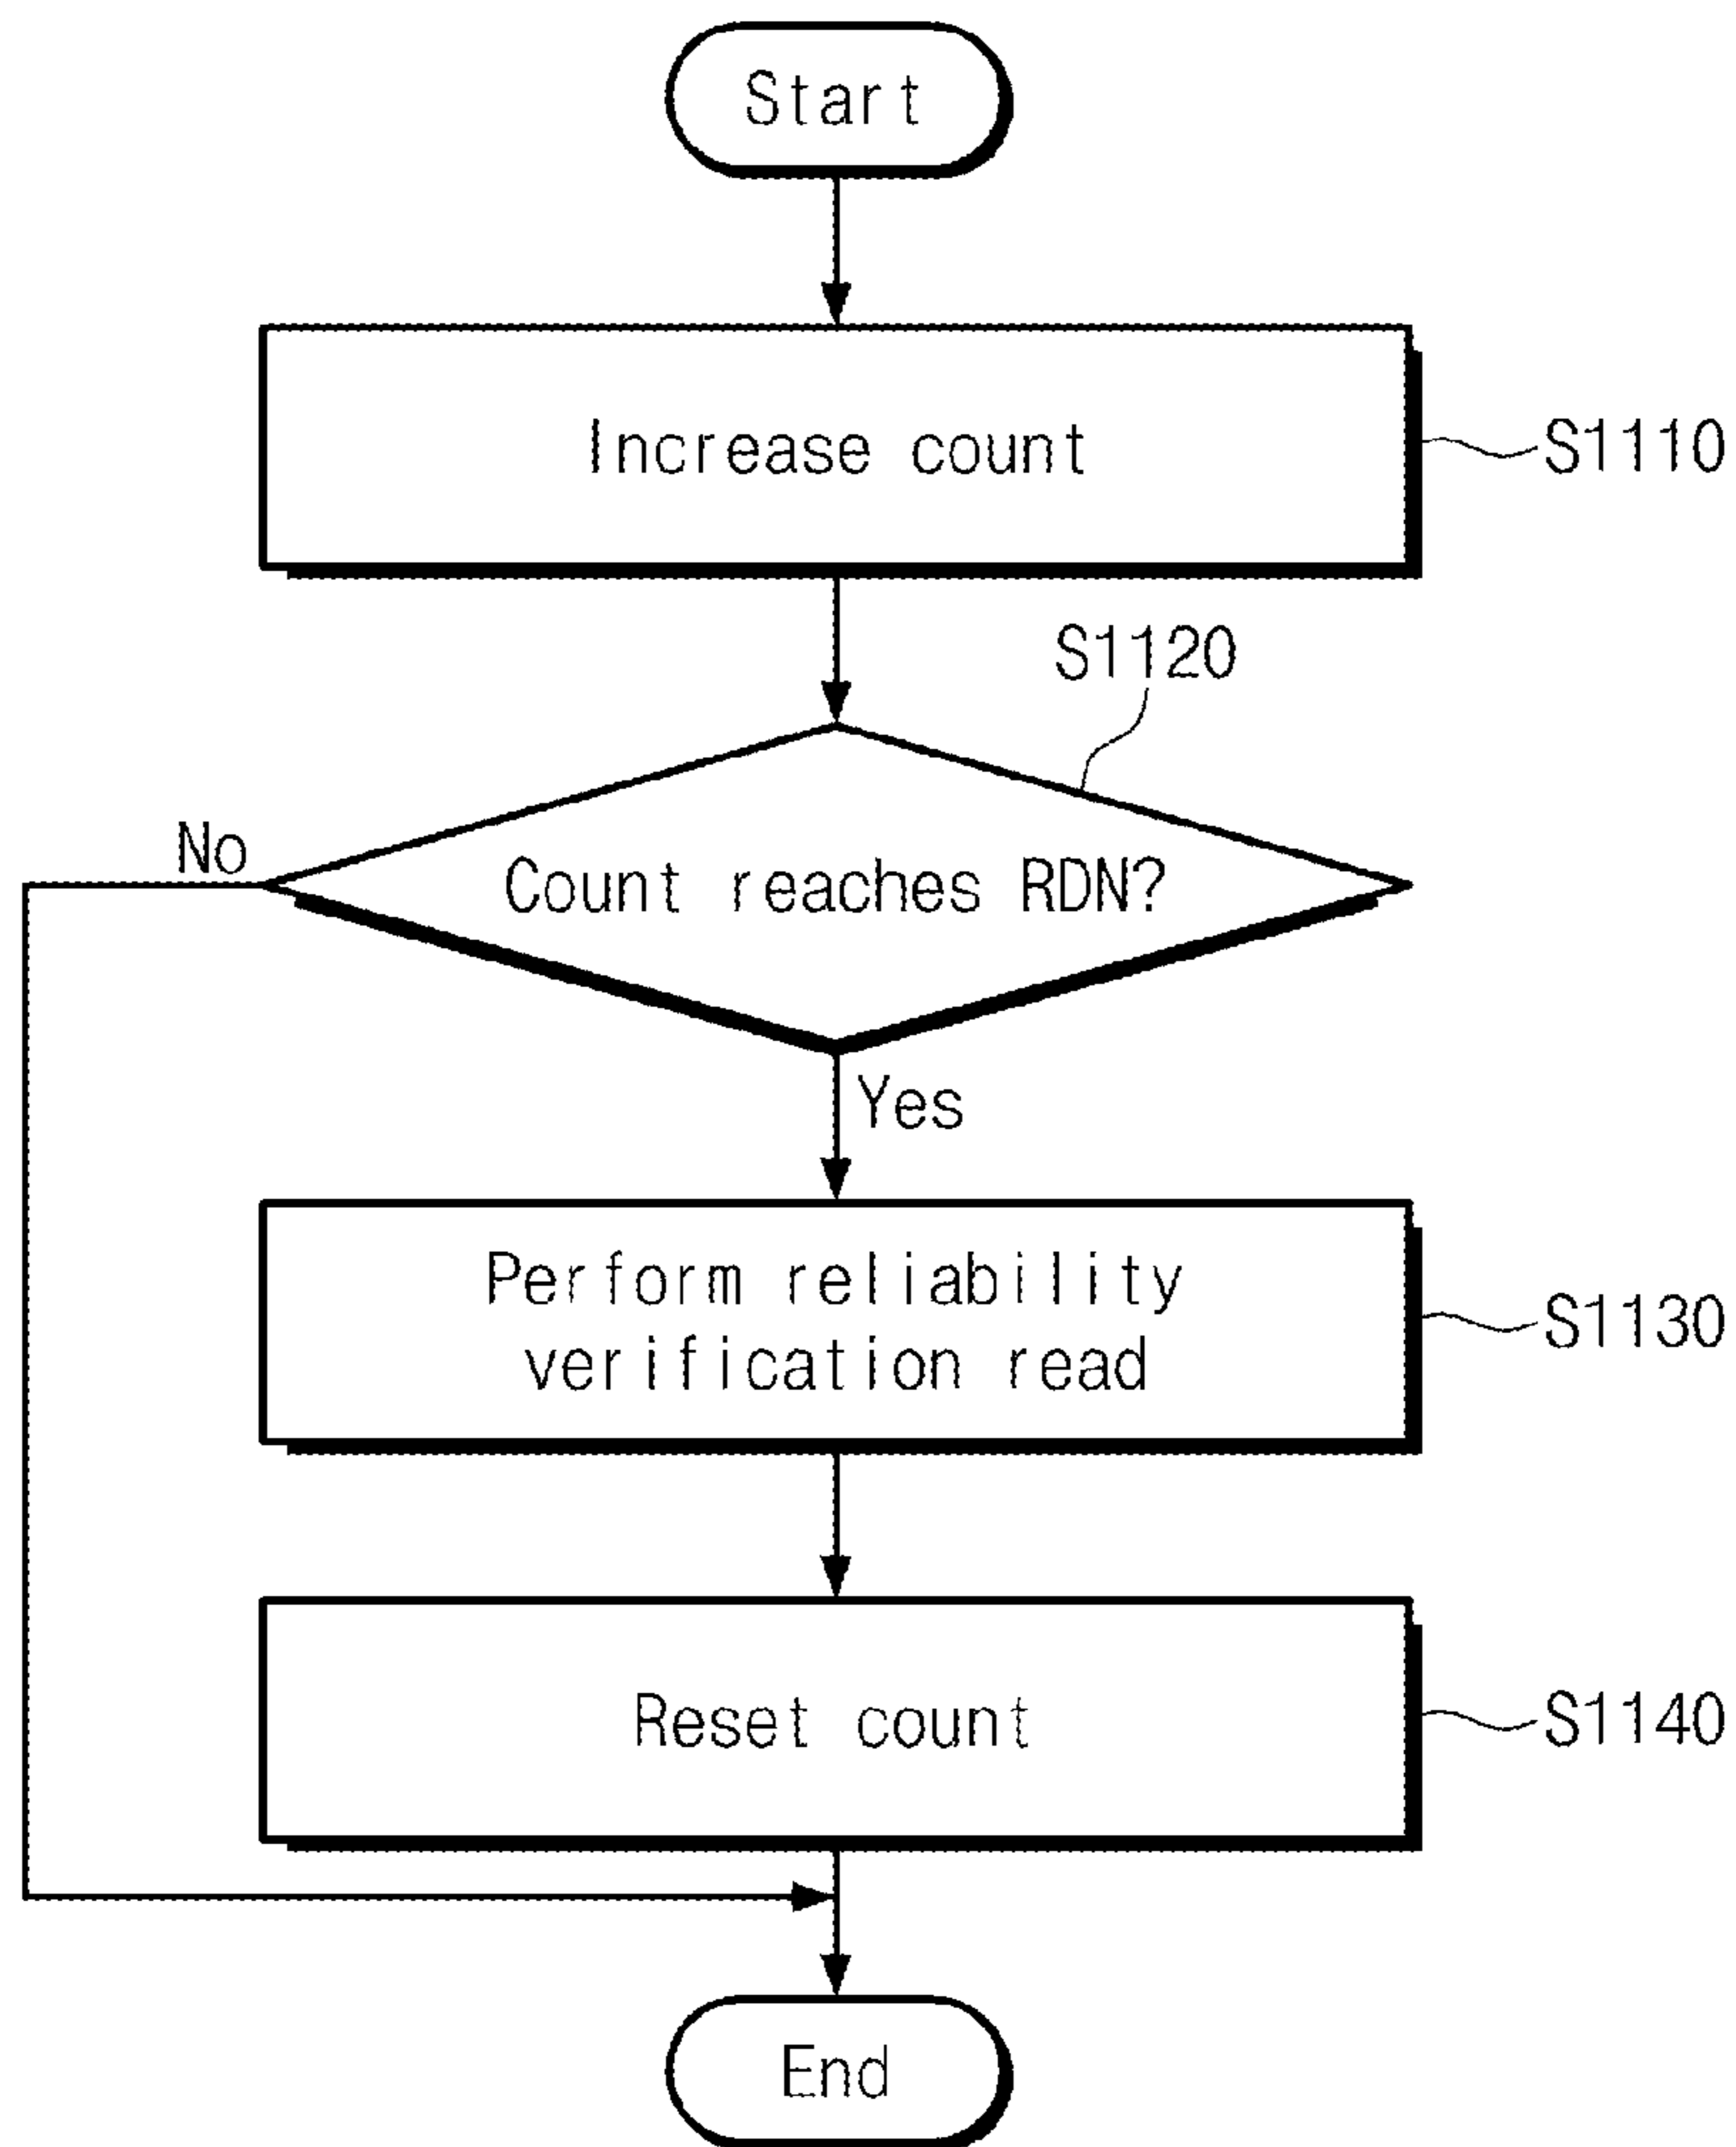 Start
Increase count
S1110
S1120
No
Count reaches RDN?
Yes
Perform reliability
verification read
S1130
Reset count
S1140
End